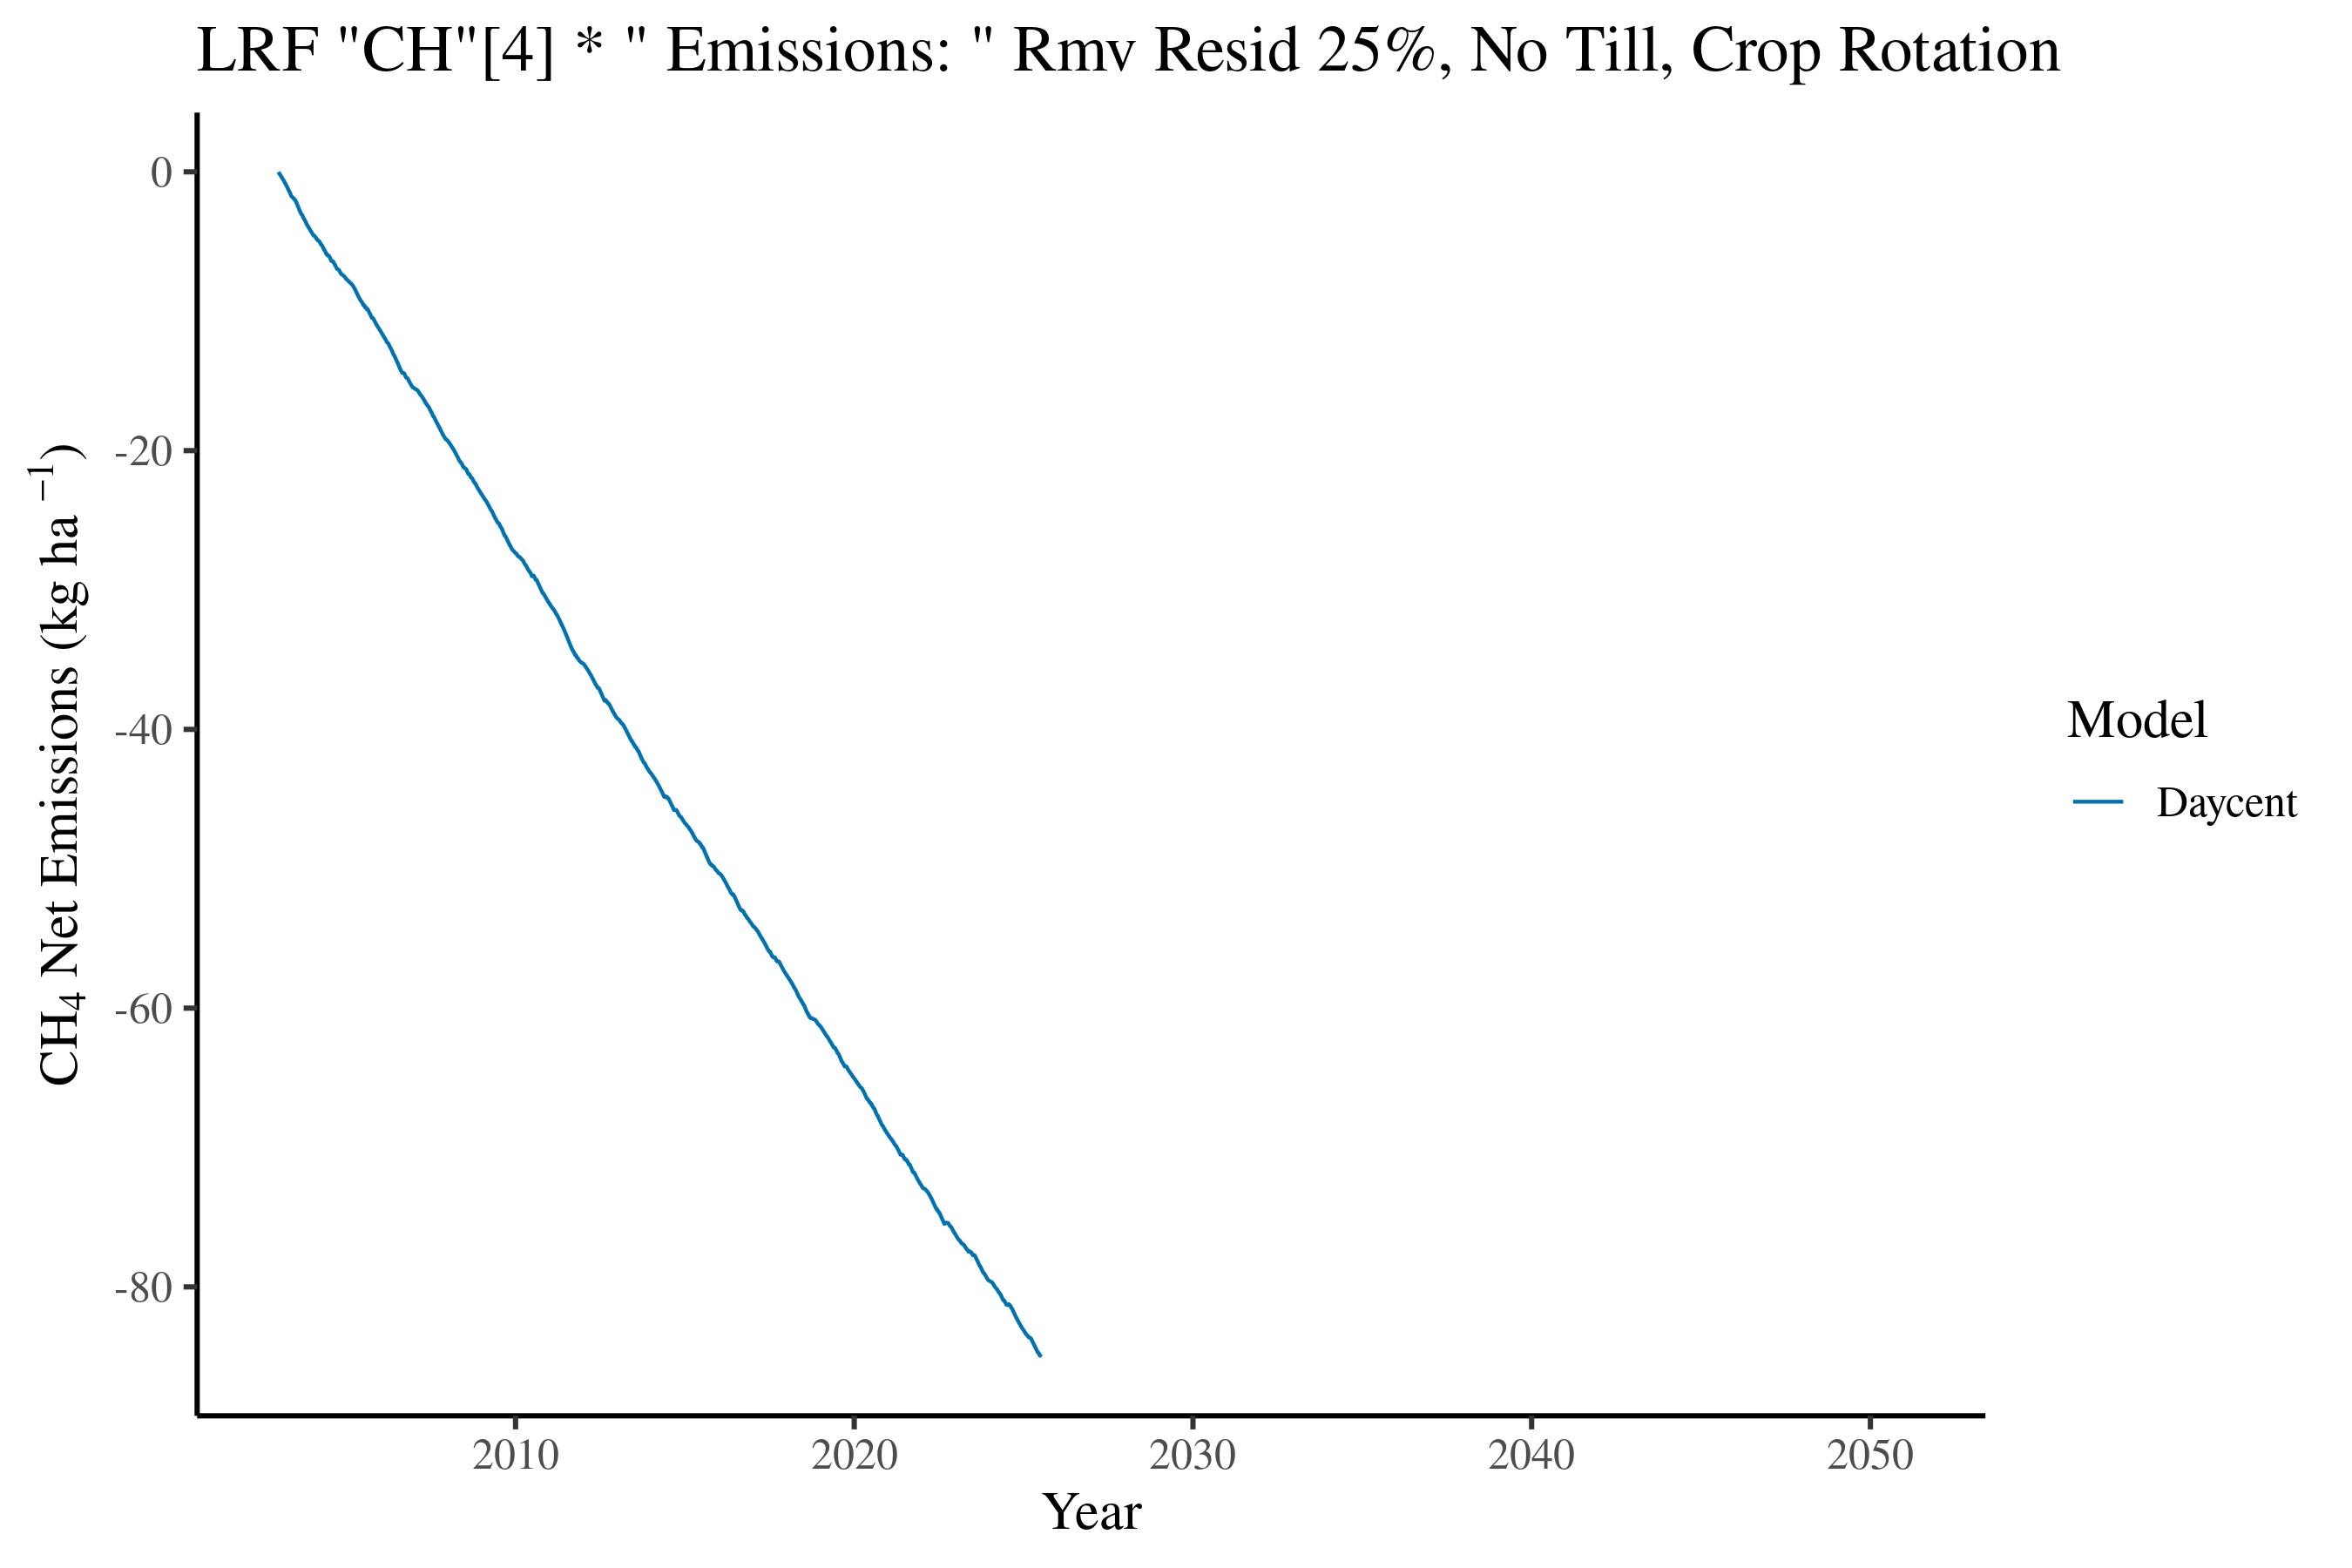 LRF ""CH"[4] * " Emissions: " Rmv Resid 25%, No Till, Crop Rotation
0
-20
-40
-60
-80
CH₄ Net Emissions (kg ha ⁻¹)
2010 2020 2030 2040 2050
Year
Model
Daycent